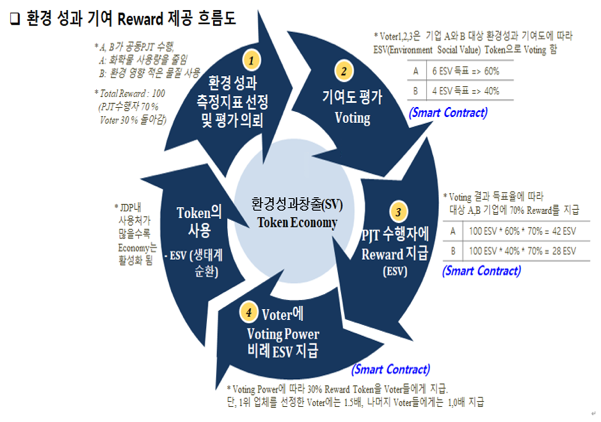 ❑ 환경 성과 기여 Reward 제공 흐름도
* A, B가 공동PJT 수행.
A: 화학물 사용량을 줄임
B: 환경 영향 적은 물질 사용
* Total Reward : 100
(PJT수행자 70 %
Voter 30 % 돌아감)
1
환경 성과
측정지표 선정
및 평가 의뢰
2
기여도 평가
Voting
* Voter1,2,3은 기업 A와 B 대상 환경성과 기여도에 따라
ESV(Environment Social Value) Token으로 Voting 함
A 6 ESV 득표 => 60%
B 4 ESV 득표 => 40%
(Smart Contract)
환경성과창출(SV)
Token Economy
3
PJT 수행자에
Reward 지급
(ESV)
* Voting 결과 득표율에 따라
대상 A,B 기업에 70% Reward를 지급
A 100 ESV * 60% * 70% = 42 ESV
B 100 ESV * 40% * 70% = 28 ESV
(Smart Contract)
* JDP내
사용처가
많을수록
Economy는
활성화 됨
Token의
사용
- ESV (생태계
순환)
4
Voter에
Voting Power
비례 ESV 지급
(Smart Contract)
* Voting Power에 따라 30% Reward Token을 Voter들에게 지급.
단, 1위 업체를 선정한 Voter에는 1.5배, 나머지 Voter들에게는 1,0배 지급